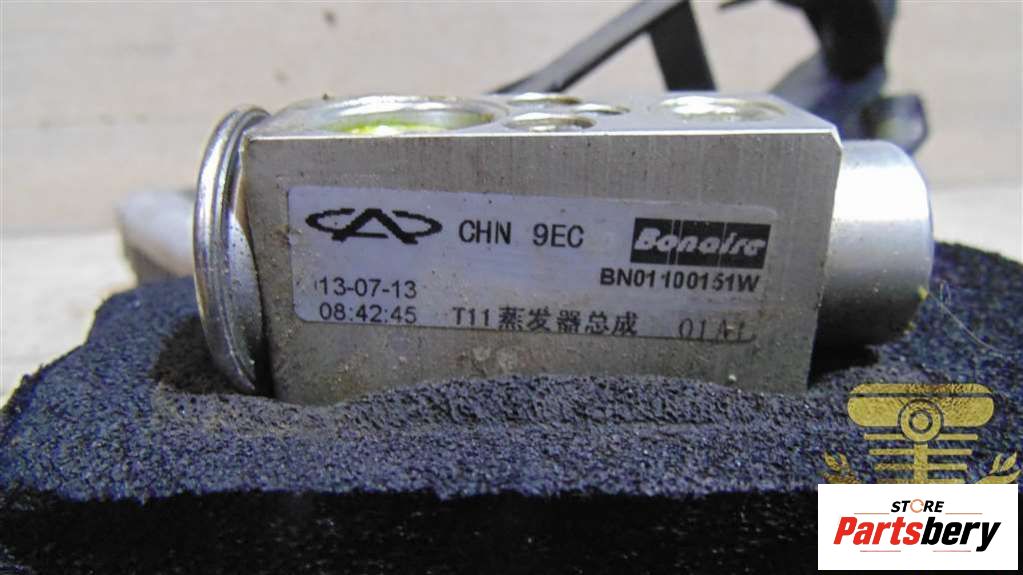 CHN 9EC
Bonaire
BN01100151W
13-07-13
08:42:45 T11蒸发器总成 01AL
STORE
Partsbery